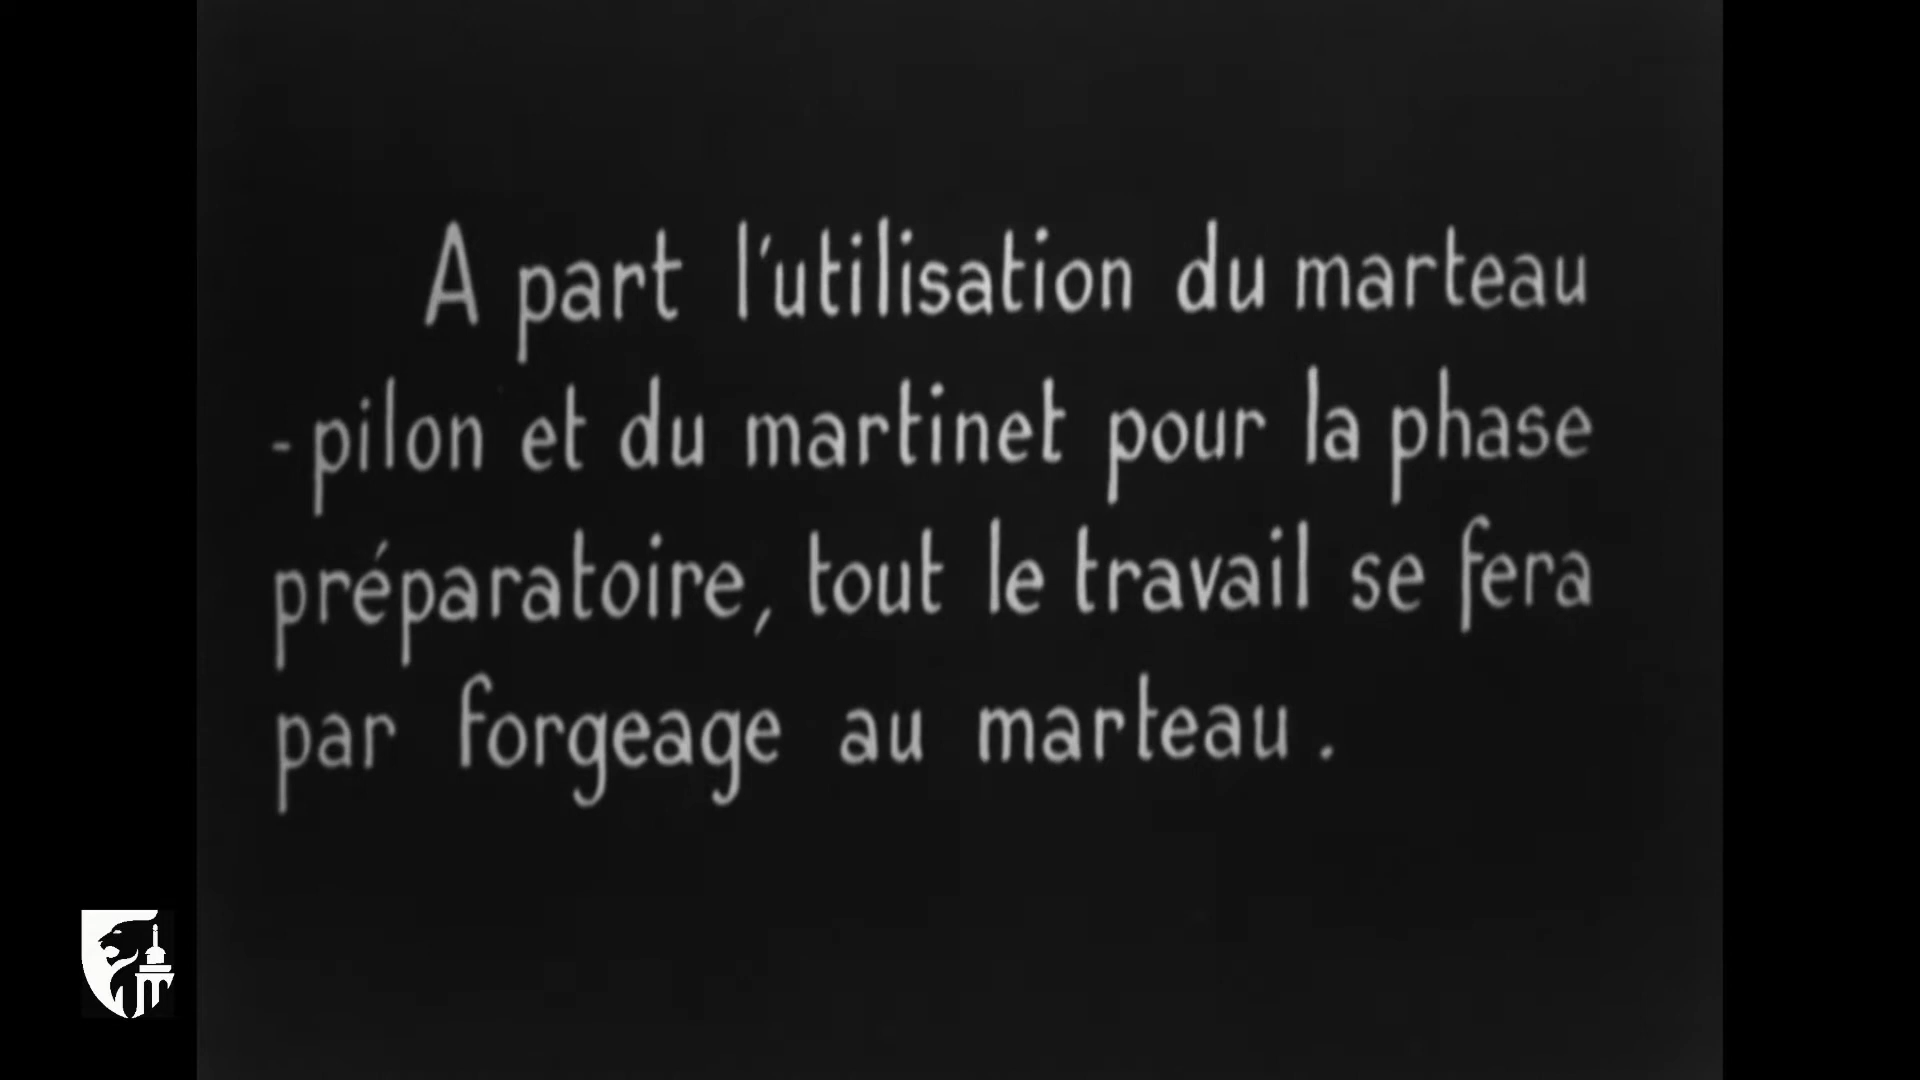 A part l'utilisation du marteau
-pilon et du martinet pour la phase
préparatoire, tout le travail se fera
par forgeage au marteau.